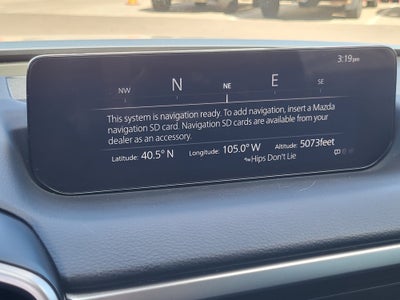 3:19pm
NW N NE E SE
This system is navigation ready. To add navigation, insert a Mazda
navigation SD card. Navigation SD cards are available from your
dealer as an accessory.
Latitude: 40.5° N Longitude: 105.0° W Altitude: 5073feet
Hips Don't Lie